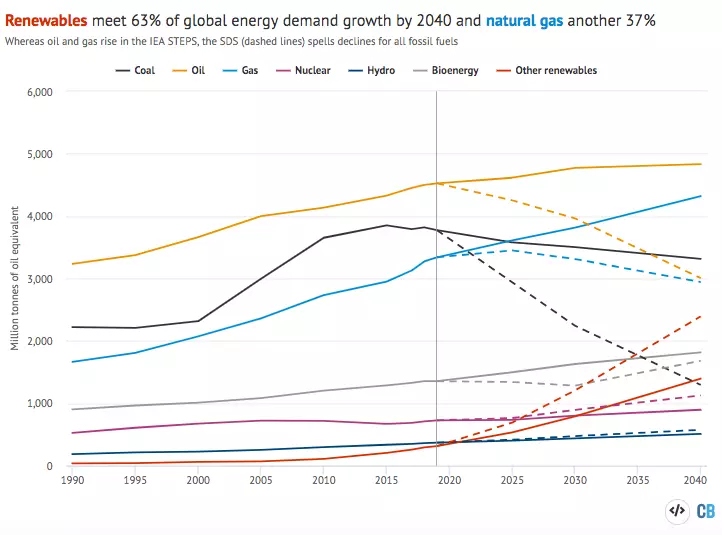 Renewables meet 63% of global energy demand growth by 2040 and natural gas another 37%
Whereas oil and gas rise in the IEA STEPS, the SDS (dashed lines) spells declines for all fossil fuels
Coal Oil Gas Nuclear Hydro Bioenergy Other renewables
Million tonnes of oil equivalent
6,000
5,000
4,000
3,000
2,000
1,000
0
1990 1995 2000 2005 2010 2015 2020 2025 2030 2035 2040
</> CB